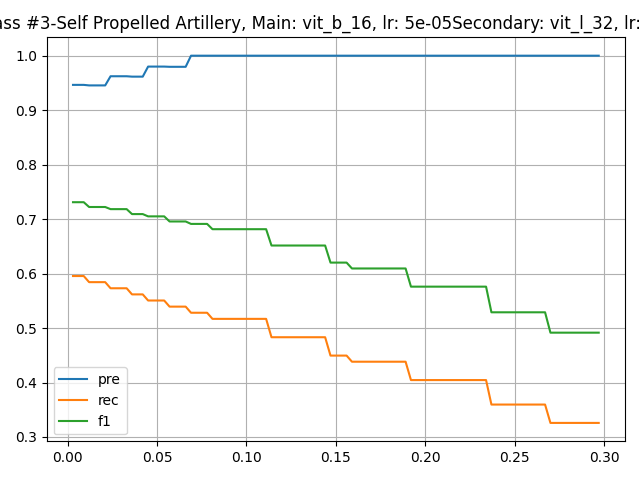 ass #3-Self Propelled Artillery, Main: vit_b_16, lr: 5e-05Secondary: vit_l_32, lr:
1.0
0.9
0.8
0.7
0.6
0.5
0.4
0.3
pre
rec
f1
0.00 0.05 0.10 0.15 0.20 0.25 0.30